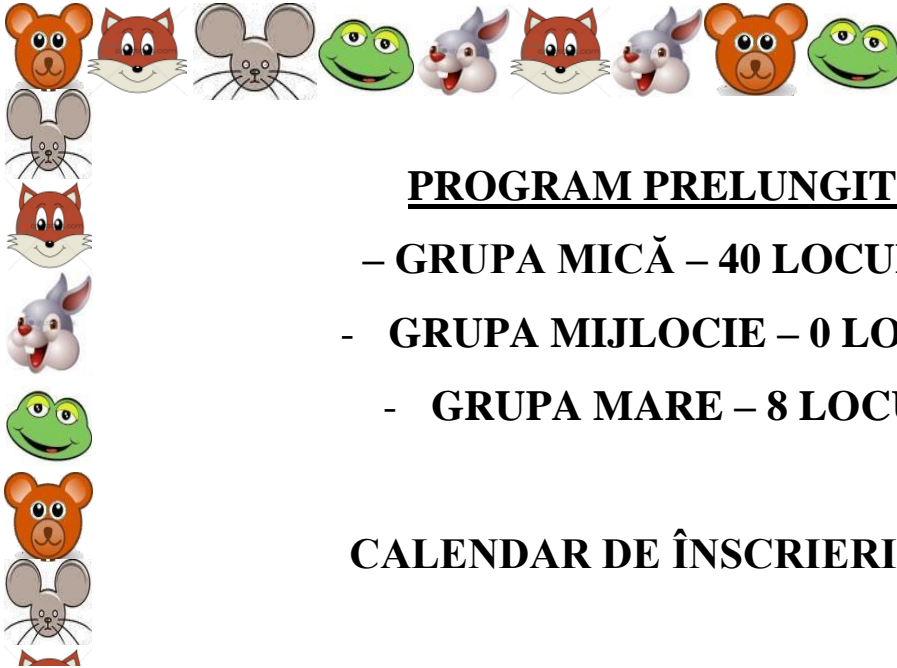 PROGRAM PRELUNGIT
– GRUPA MICĂ – 40
- GRUPA MIJLOCIE – 0
- GRUPA MARE – 8
CALENDAR DE ÎNSCRIERI